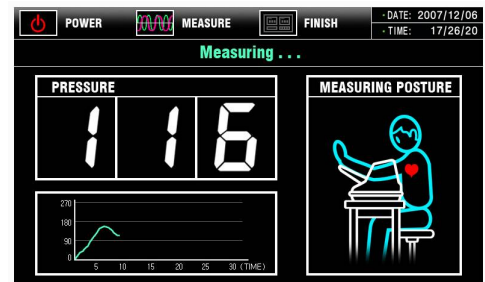 POWER MEASURE FINISH
· DATE: 2007/12/06
· TIME: 17/26/20
Measuring . . .
PRESSURE
116
MEASURING POSTURE
270
180
90
0
5 10 15 20 25 30 (TIME)